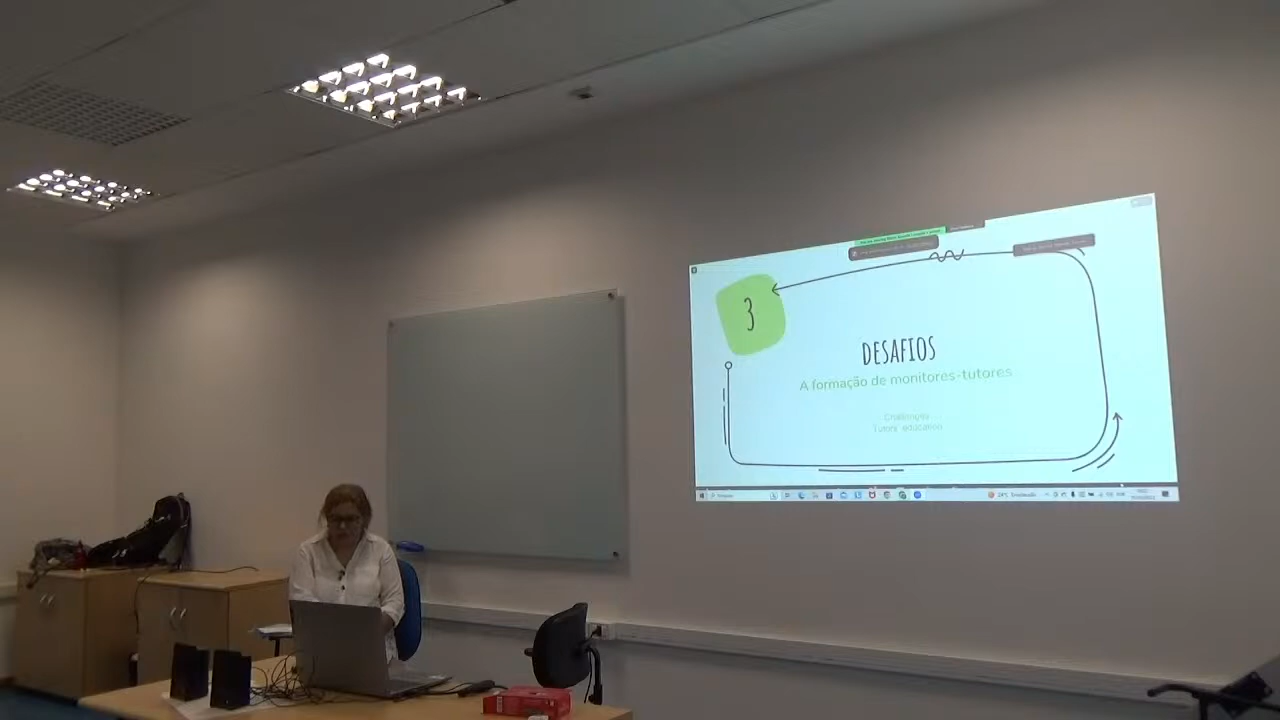 3
DESAFIOS
A formação de monitores-tutores
Challenges
Tutors' education